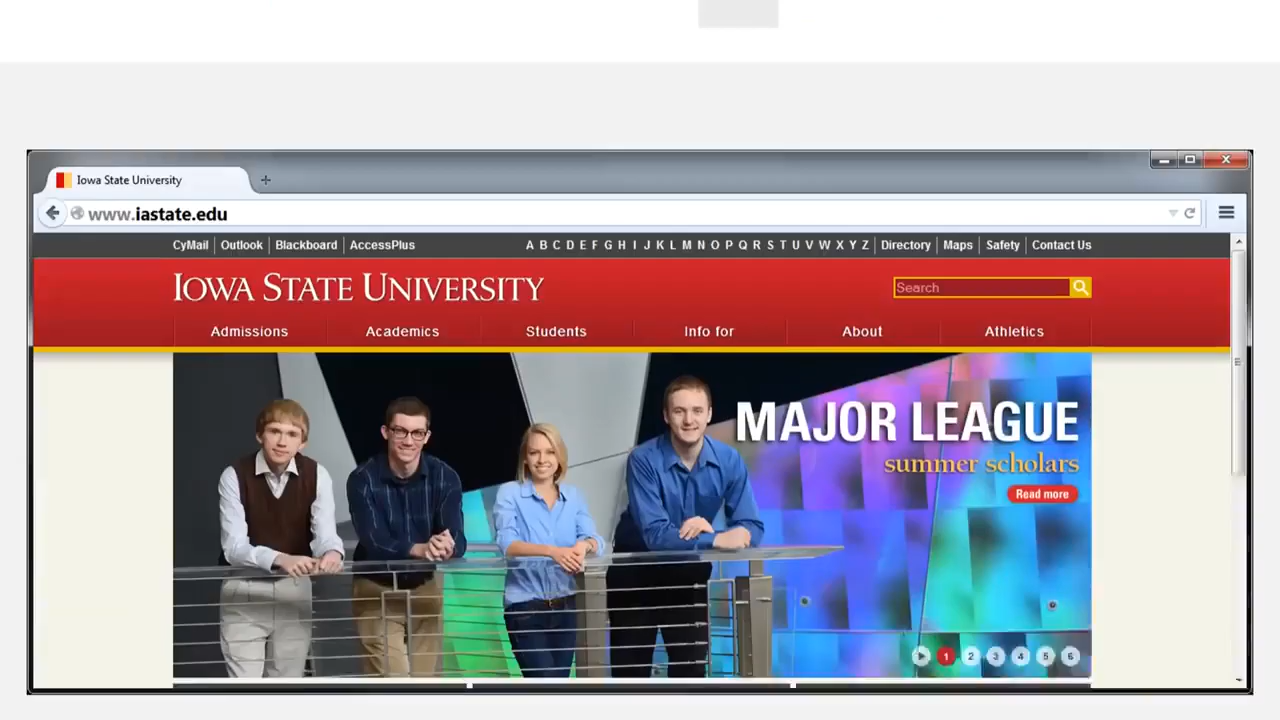 Iowa State University
www.iastate.edu
CyMail Outlook Blackboard AccessPlus A B C D E F G H I J K L M N O P Q R S T U V W X Y Z Directory Maps Safety Contact Us
IOWA STATE UNIVERSITY
Search
Admissions Academics Students Info for About Athletics
MAJOR LEAGUE
summer scholars
Read more
1 2 3 4 5 6